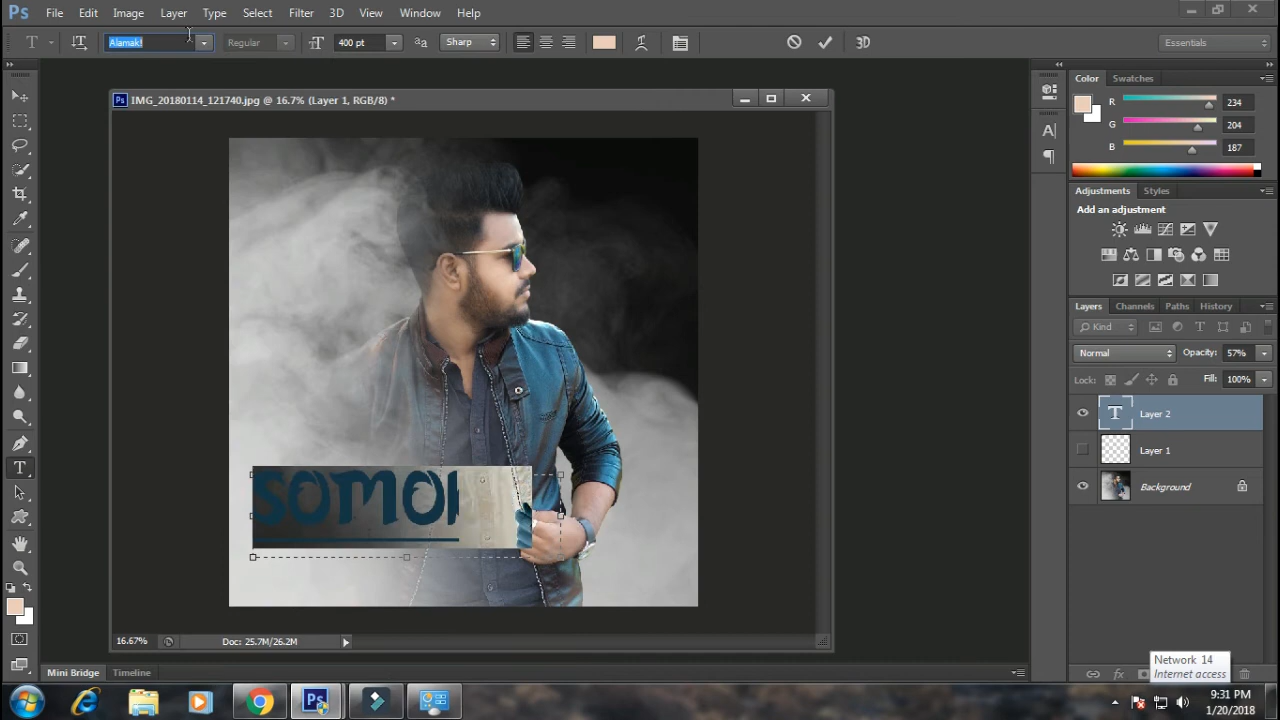 Ps File Edit Image Layer Type Select Filter 3D View Window Help
T Alamak! Regular 400 pt Sharp 3D Essentials
IMG_20180114_121740.jpg @ 16.7% (Layer 1, RGB/8) *
SOMO
16.67% Doc: 25.7M/26.2M
Mini Bridge Timeline
Color Swatches
R 234
G 204
B 187
Adjustments Styles
Add an adjustment
Layers Channels Paths History
Kind
Normal Opacity: 57%
Lock: Fill: 100%
T Layer 2
Layer 1
Background
Network 14
Internet access
9:31 PM
1/20/2018